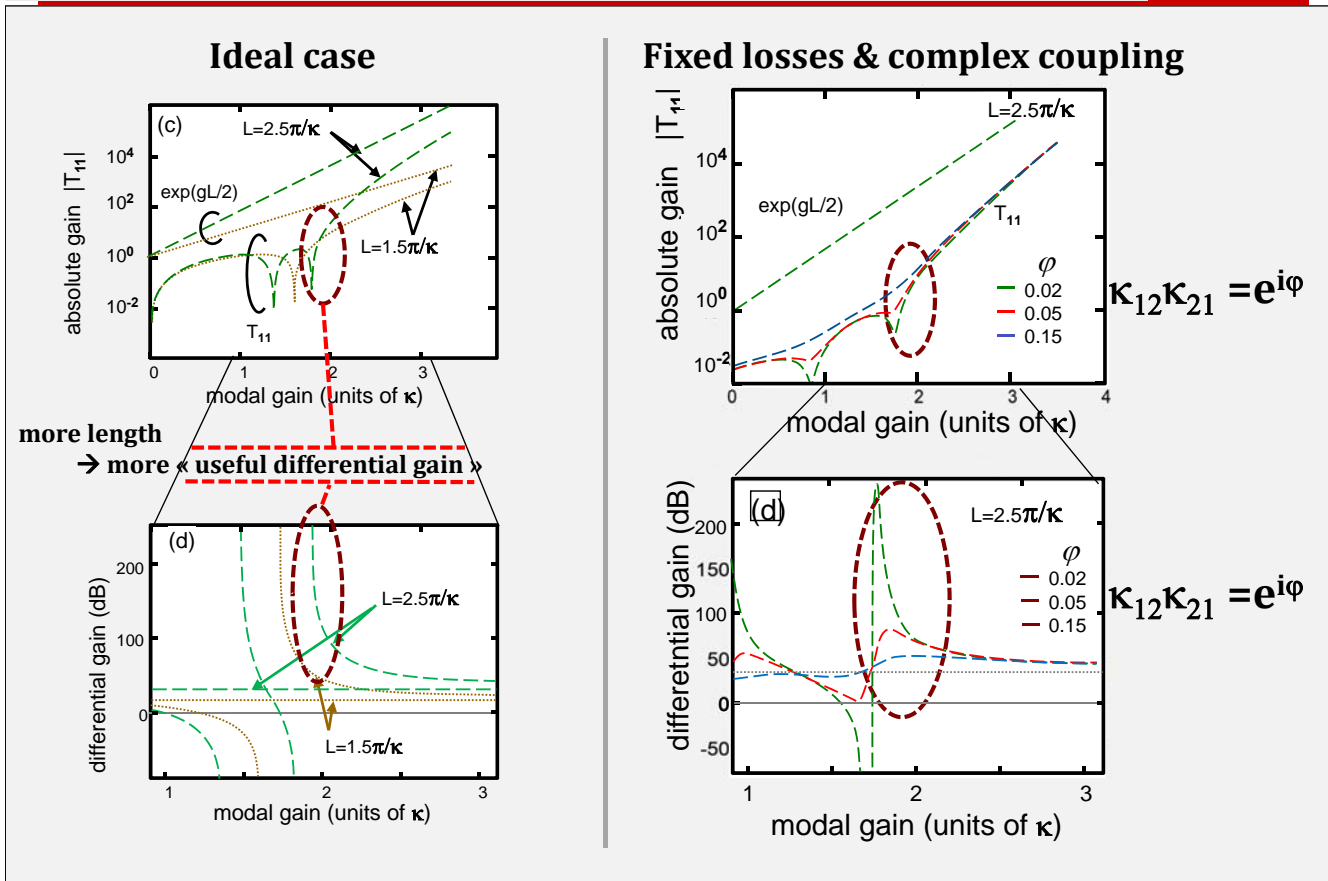 Ideal case
(c)
L=2.5π/κ
exp(gL/2)
L=1.5π/κ
T₁₁
absolute gain |T₁₁|
10⁴
10²
10⁰
10⁻²
0 1 2 3
modal gain (units of κ)
more length
→ more « useful differential gain »
(d)
differential gain (dB)
200
100
0
L=2.5π/κ
L=1.5π/κ
1 2 3
modal gain (units of κ)
Fixed losses & complex coupling
L=2.5π/κ
absolute gain |T₁₁|
10⁴
10²
10⁰
10⁻²
exp(gL/2)
T₁₁
φ
0.02
0.05
0.15
0 1 2 3 4
modal gain (units of κ)
κ₁₂κ₂₁ =e^{iφ}
(d)
L=2.5π/κ
differetntial gain (dB)
200
150
100
50
0
-50
φ
0.02
0.05
0.15
1 2 3
modal gain (units of κ)
κ₁₂κ₂₁ =e^{iφ}